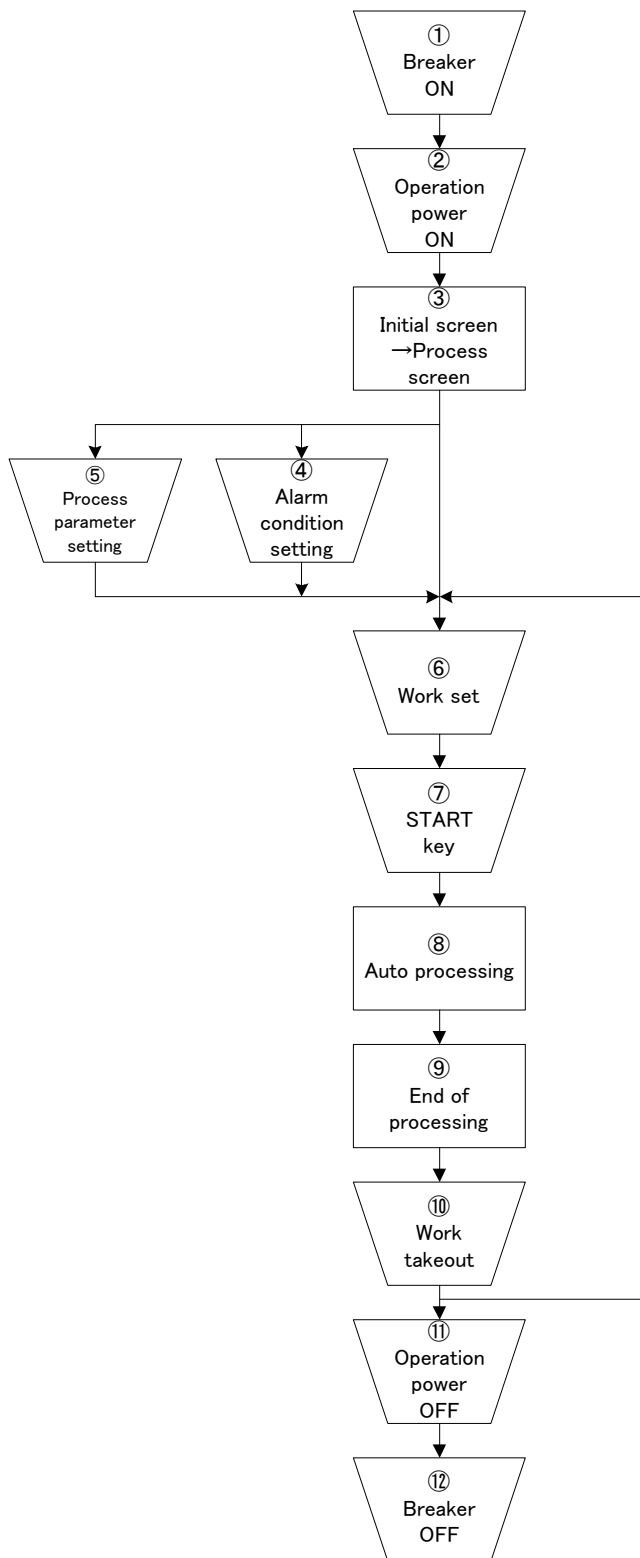 ①
Breaker
ON
②
Operation
power
ON
③
Initial screen
→Process
screen
⑤
Process
parameter
setting
④
Alarm
condition
setting
⑥
Work set
⑦
START
key
⑧
Auto processing
⑨
End of
processing
⑩
Work
takeout
⑪
Operation
power
OFF
⑫
Breaker
OFF